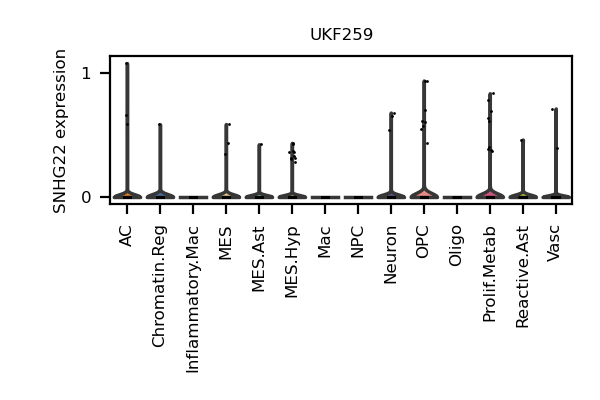 UKF259
SNHG22 expression
1
0
AC
Chromatin.Reg
Inflammatory.Mac
MES
MES.Ast
MES.Hyp
Mac
NPC
Neuron
OPC
Oligo
Prolif.Metab
Reactive.Ast
Vasc